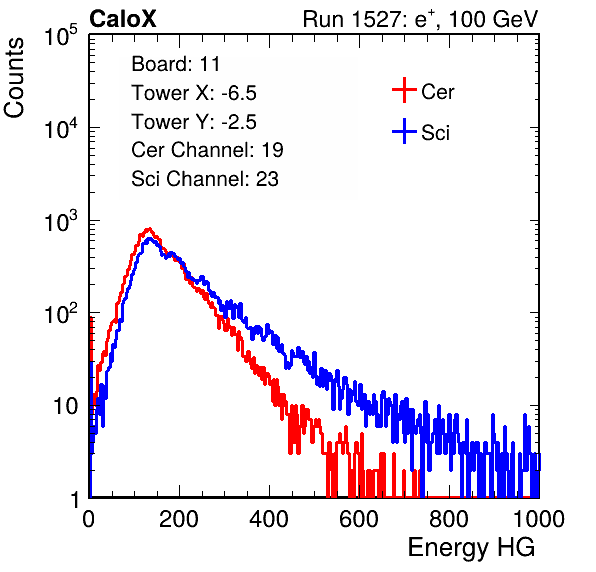 CaloX Run 1527: e⁺, 100 GeV
Counts
10⁵
10⁴
10³
10²
10
1
Board: 11
Tower X: -6.5
Tower Y: -2.5
Cer Channel: 19
Sci Channel: 23
Cer
Sci
0 200 400 600 800 1000
Energy HG